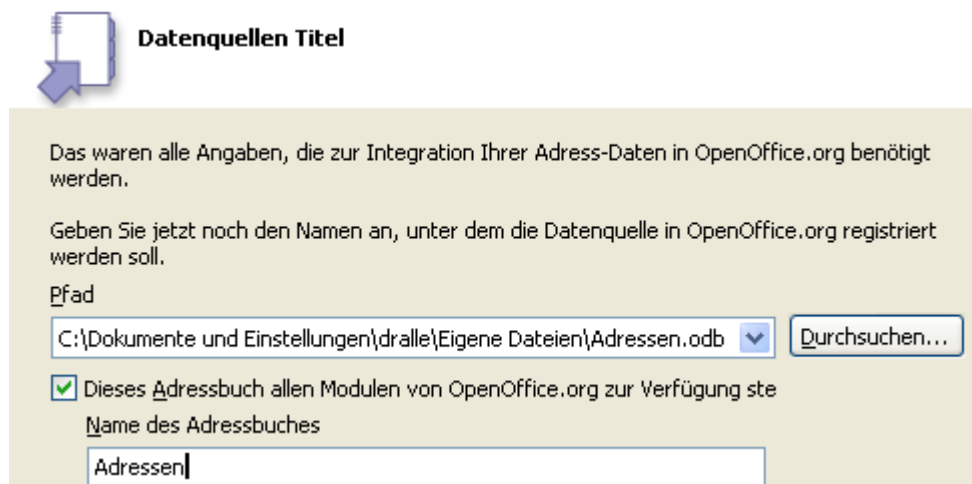 Datenquellen Titel
Das waren alle Angaben, die zur Integration Ihrer Adress-Daten in OpenOffice.org benötigt
werden.
Geben Sie jetzt noch den Namen an, unter dem die Datenquelle in OpenOffice.org registriert
werden soll.
Pfad
C:\Dokumente und Einstellungen\dralle\Eigene Dateien\Adressen.odb
Durchsuchen...
Dieses Adressbuch allen Modulen von OpenOffice.org zur Verfügung ste
Name des Adressbuches
Adressen